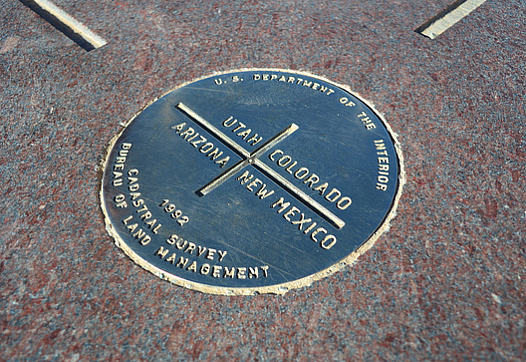 U. S. DEPARTMENT OF THE INTERIOR
UTAH COLORADO
ARIZONA NEW MEXICO
1992
CADASTRAL SURVEY
BUREAU OF LAND MANAGEMENT